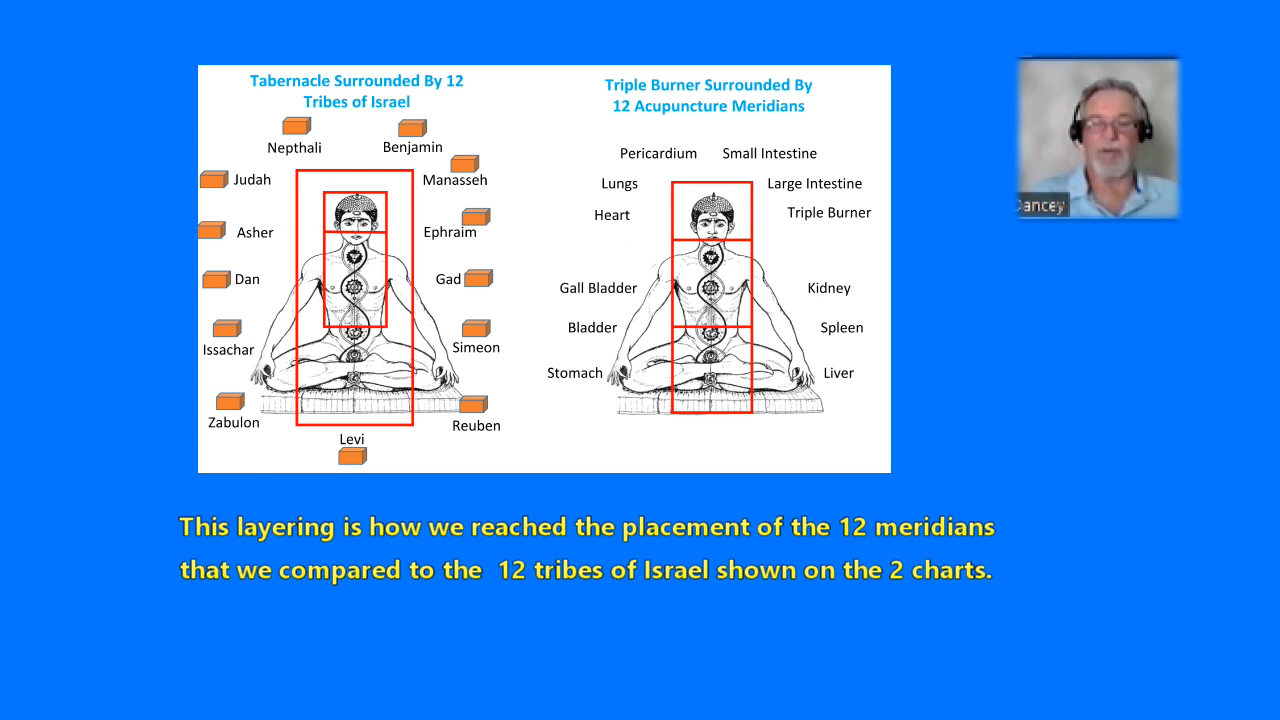 Tabernacle Surrounded By 12
Tribes of Israel
Nepthali
Benjamin
Judah
Manasseh
Asher
Ephraim
Dan
Gad
Issachar
Simeon
Zabulon
Reuben
Levi
Triple Burner Surrounded By
12 Acupuncture Meridians
Pericardium
Small Intestine
Lungs
Large Intestine
Heart
Triple Burner
Gall Bladder
Kidney
Bladder
Spleen
Stomach
Liver
Dancey
This layering is how we reached the placement of the 12 meridians
that we compared to the  12 tribes of Israel shown on the 2 charts.